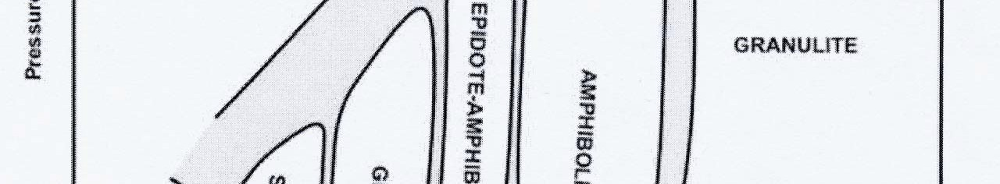 Pressure
EPIDOTE-AMPHIB
AMPHIBOLI
GRANULITE
S
G